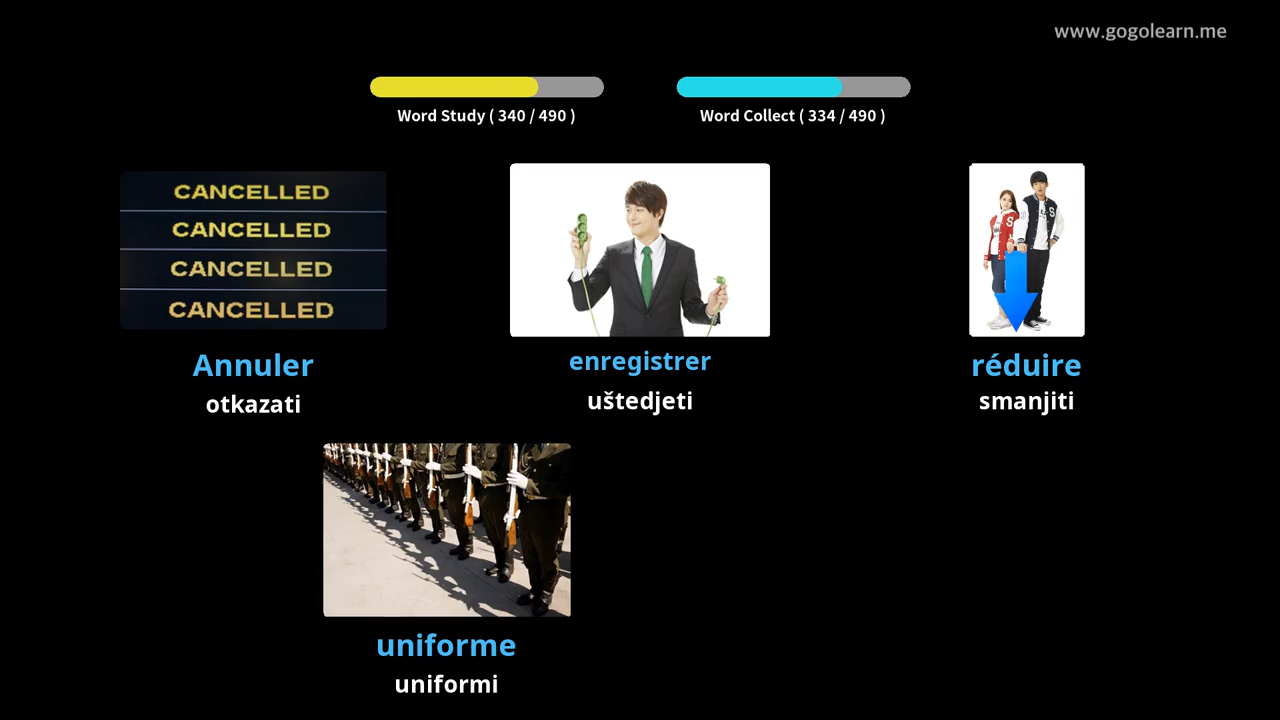 www.gogolearn.me
Word Study ( 340 / 490 )
Word Collect ( 334 / 490 )
CANCELLED
CANCELLED
CANCELLED
CANCELLED
Annuler
otkazati
enregistrer
uštedjeti
S
S
réduire
smanjiti
uniforme
uniformi